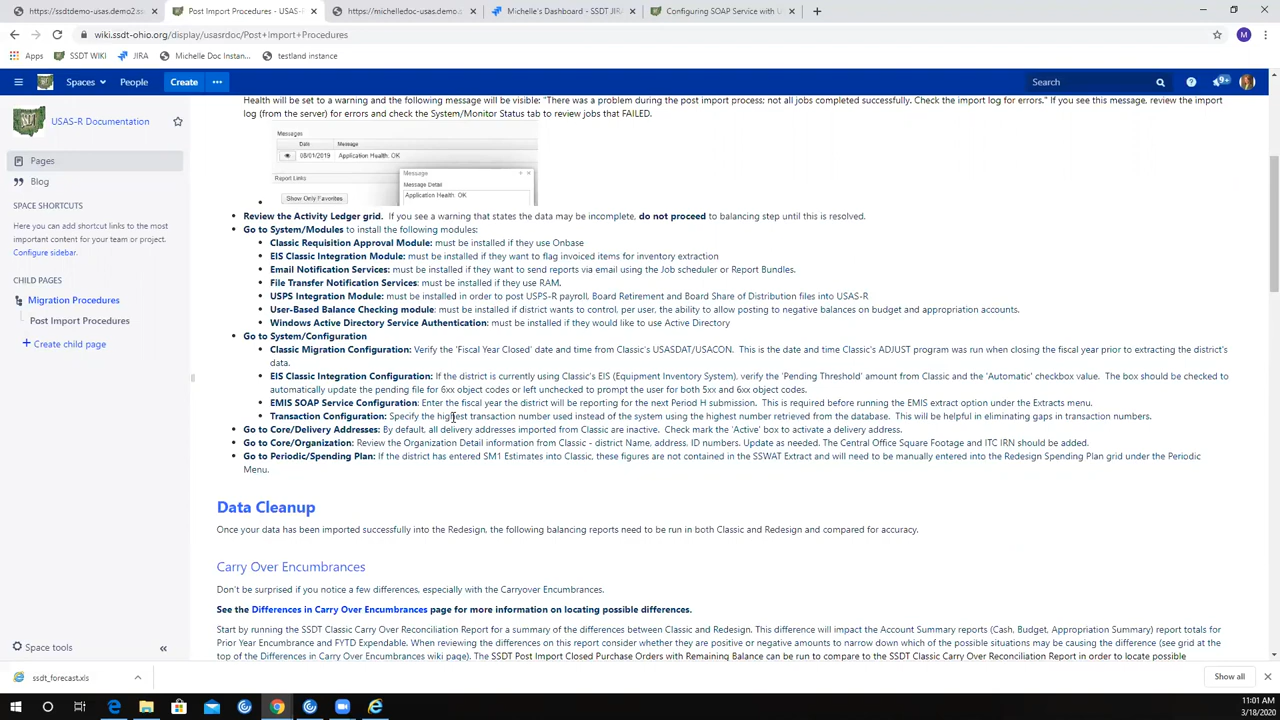 https://ssdtdemo-usas.demo2.ss
Post Import Procedures - USAS-R
https://michelledoc-usas.demo.s
Michelle's Dashboard - SSDT JIR
Configuring SOAP Service with U
wiki.ssdt-ohio.org/display/usasrdoc/Post+Import+Procedures
M
Apps
SSDT WIKI
JIRA
Michelle Doc Instan...
testland instance
Spaces
People
Create
Search
9+
USAS-R Documentation
Pages
Blog
SPACE SHORTCUTS
Here you can add shortcut links to the most
important content for your team or project.
Configure sidebar.
CHILD PAGES
Migration Procedures
Post Import Procedures
+ Create child page
Space tools
Health will be set to a warning and the following message will be visible: "There was a problem during the post import process; not all jobs completed successfully. Check the import log for errors." If you see this message, review the import
log (from the server) for errors and check the System/Monitor Status tab to review jobs that FAILED.
Messages
Date
Message
08/01/2019
Application Health: OK
Message
Message Detail
Report Links
Application Health: OK
Show Only Favorites
Review the Activity Ledger grid. If you see a warning that states the data may be incomplete, do not proceed to balancing step until this is resolved.
Go to System/Modules to install the following modules:
Classic Requisition Approval Module: must be installed if they use Onbase
EIS Classic Integration Module: must be installed if they want to flag invoiced items for inventory extraction
Email Notification Services: must be installed if they want to send reports via email using the Job scheduler or Report Bundles.
File Transfer Notification Services: must be installed if they use RAM.
USPS Integration Module: must be installed in order to post USPS-R payroll, Board Retirement and Board Share of Distribution files into USAS-R
User-Based Balance Checking module: must be installed if district wants to control, per user, the ability to allow posting to negative balances on budget and appropriation accounts.
Windows Active Directory Service Authentication: must be installed if they would like to use Active Directory
Go to System/Configuration
Classic Migration Configuration: Verify the 'Fiscal Year Closed' date and time from Classic's USASDAT/USACON. This is the date and time Classic's ADJUST program was run when closing the fiscal year prior to extracting the district's
data.
EIS Classic Integration Configuration: If the district is currently using Classic's EIS (Equipment Inventory System), verify the 'Pending Threshold' amount from Classic and the 'Automatic' checkbox value. The box should be checked to
automatically update the pending file for 6xx object codes or left unchecked to prompt the user for both 5xx and 6xx object codes.
EMIS SOAP Service Configuration: Enter the fiscal year the district will be reporting for the next Period H submission. This is required before running the EMIS extract option under the Extracts menu.
Transaction Configuration: Specify the highest transaction number used instead of the system using the highest number retrieved from the database. This will be helpful in eliminating gaps in transaction numbers.
Go to Core/Delivery Addresses: By default, all delivery addresses imported from Classic are inactive. Check mark the 'Active' box to activate a delivery address.
Go to Core/Organization: Review the Organization Detail information from Classic - district Name, address, ID numbers. Update as needed. The Central Office Square Footage and ITC IRN should be added.
Go to Periodic/Spending Plan: If the district has entered SM1 Estimates into Classic, these figures are not contained in the SSWAT Extract and will need to be manually entered into the Redesign Spending Plan grid under the Periodic
Menu.
Data Cleanup
Once your data has been imported successfully into the Redesign, the following balancing reports need to be run in both Classic and Redesign and compared for accuracy.
Carry Over Encumbrances
Don't be surprised if you notice a few differences, especially with the Carryover Encumbrances.
See the Differences in Carry Over Encumbrances page for more information on locating possible differences.
Start by running the SSDT Classic Carry Over Reconciliation Report for a summary of the differences between Classic and Redesign. This difference will impact the Account Summary reports (Cash, Budget, Appropriation Summary) report totals for
Prior Year Encumbrance and FYTD Expendable. When reviewing the differences on this report consider whether they are positive or negative amounts to narrow down which of the possible situations may be causing the difference (see grid at the
top of the Differences in Carry Over Encumbrances wiki page). The SSDT Post Import Closed Purchase Orders with Remaining Balance can be run to compare to the SSDT Classic Carry Over Reconciliation Report in order to locate possible
ssdt_forecast.xls
Show all
11:01 AM
3/18/2020